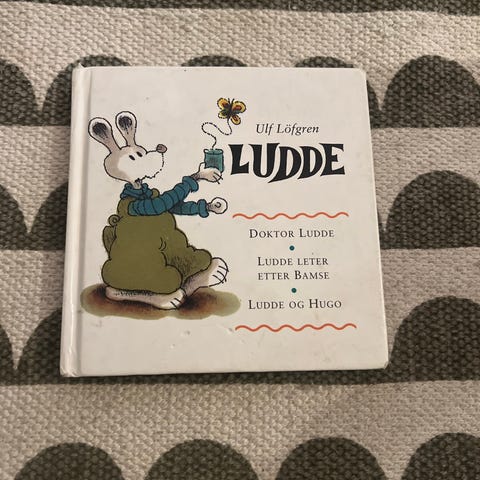 Ulf Löfgren
LUDDE
DOKTOR LUDDE
LUDDE LETER
ETTER BAMSE
LUDDE OG HUGO